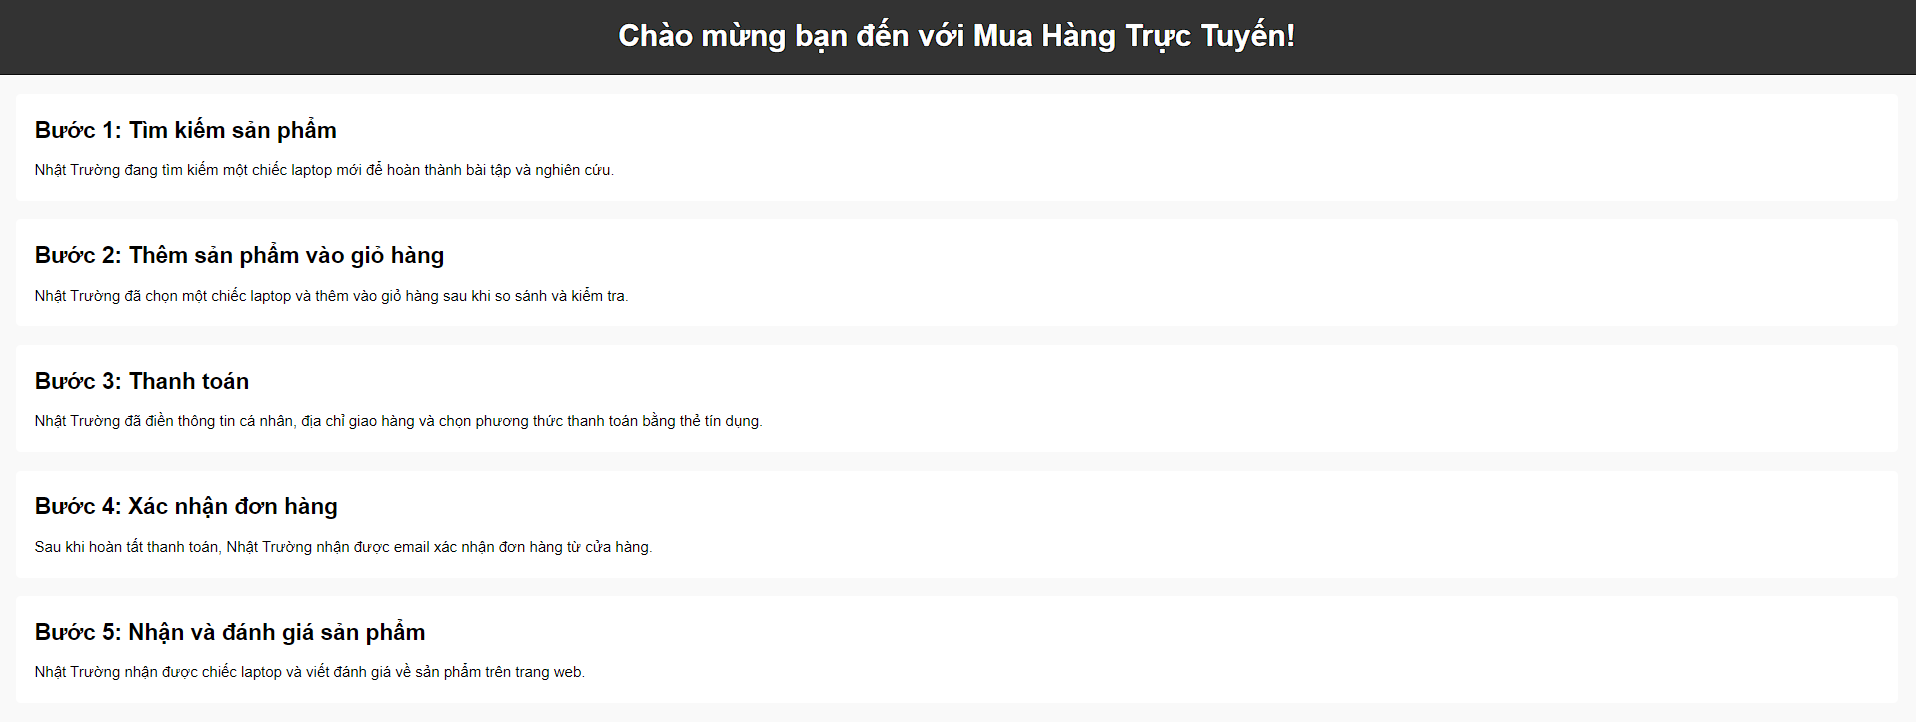 Chào mừng bạn đến với Mua Hàng Trực Tuyến!
Bước 1: Tìm kiếm sản phẩm
Nhật Trường đang tìm kiếm một chiếc laptop mới để hoàn thành bài tập và nghiên cứu.
Bước 2: Thêm sản phẩm vào giỏ hàng
Nhật Trường đã chọn một chiếc laptop và thêm vào giỏ hàng sau khi so sánh và kiểm tra.
Bước 3: Thanh toán
Nhật Trường đã điền thông tin cá nhân, địa chỉ giao hàng và chọn phương thức thanh toán bằng thẻ tín dụng.
Bước 4: Xác nhận đơn hàng
Sau khi hoàn tất thanh toán, Nhật Trường nhận được email xác nhận đơn hàng từ cửa hàng.
Bước 5: Nhận và đánh giá sản phẩm
Nhật Trường nhận được chiếc laptop và viết đánh giá về sản phẩm trên trang web.